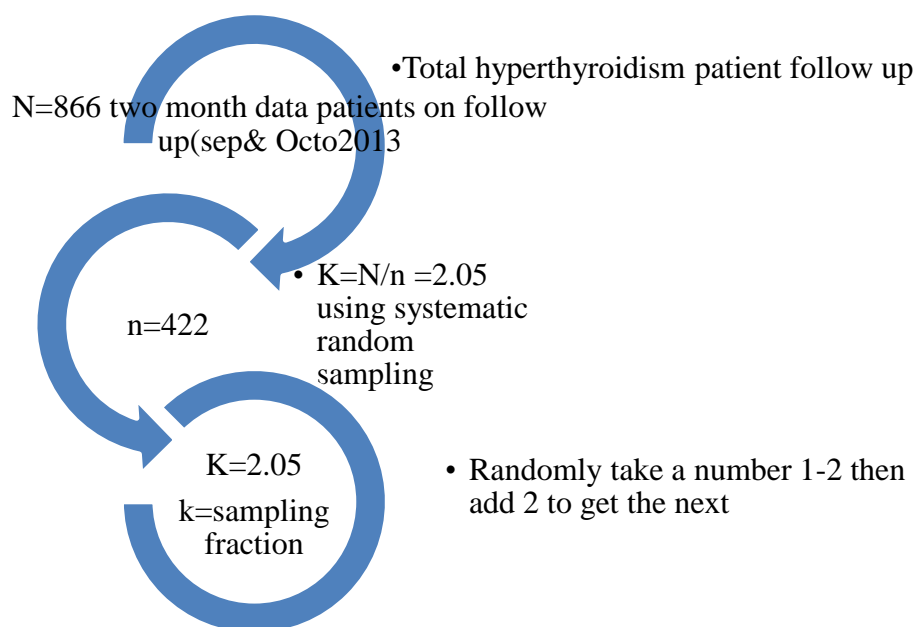 •Total hyperthyroidism patient follow up
N=866 two month data patients on follow
up(sep& Octo2013
n=422
• K=N/n =2.05
using systematic
random
sampling
K=2.05
k=sampling
fraction
• Randomly take a number 1-2 then
add 2 to get the next